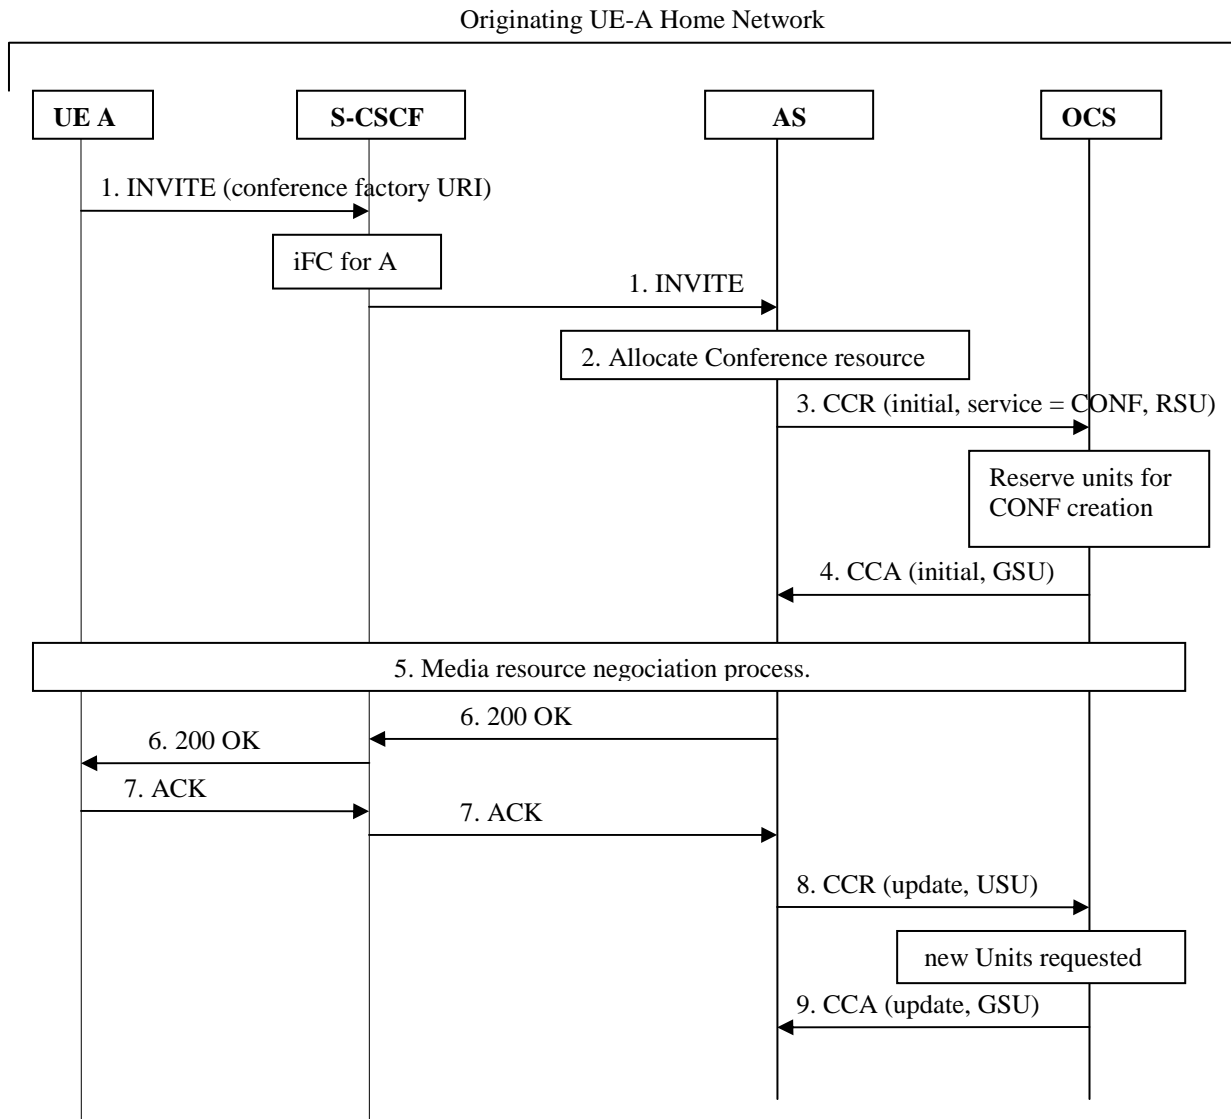 Originating UE-A Home Network
UE A
S-CSCF
AS
OCS
1. INVITE (conference factory URI)
iFC for A
1. INVITE
2. Allocate Conference resource
3. CCR (initial, service = CONF, RSU)
Reserve units for
CONF creation
4. CCA (initial, GSU)
5. Media resource negociation process.
6. 200 OK
6. 200 OK
7. ACK
7. ACK
8. CCR (update, USU)
new Units requested
9. CCA (update, GSU)